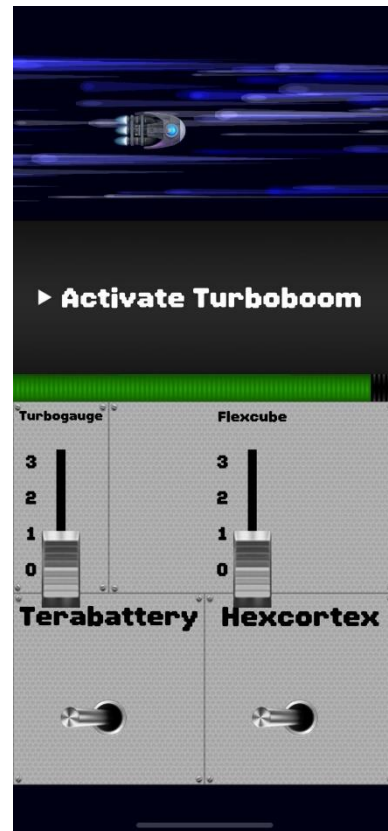 Activate Turboboom
Turbogauge
Flexcube
3
2
1
0
3
2
1
0
Terabattery
Hexcortex